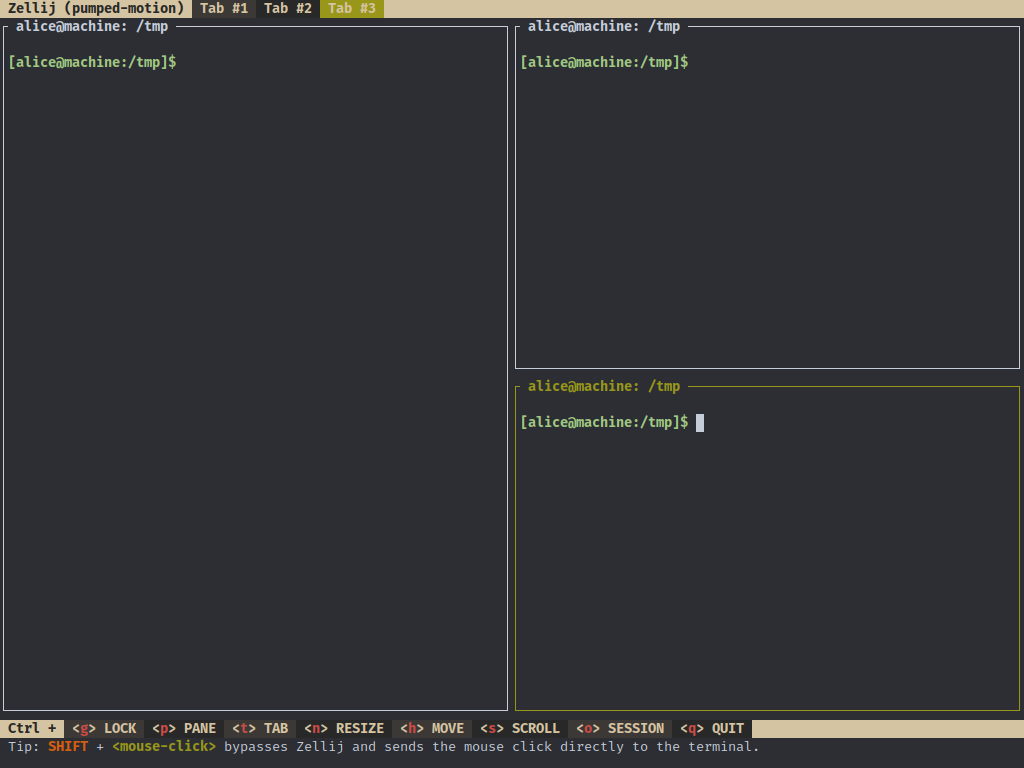 Zellij (pumped-motion) Tab #1 Tab #2 Tab #3
alice@machine: /tmp
[alice@machine:/tmp]$
alice@machine: /tmp
[alice@machine:/tmp]$
alice@machine: /tmp
[alice@machine:/tmp]$
Ctrl + <g> LOCK <p> PANE <t> TAB <n> RESIZE <h> MOVE <s> SCROLL <o> SESSION <q> QUIT
Tip: SHIFT + <mouse-click> bypasses Zellij and sends the mouse click directly to the terminal.